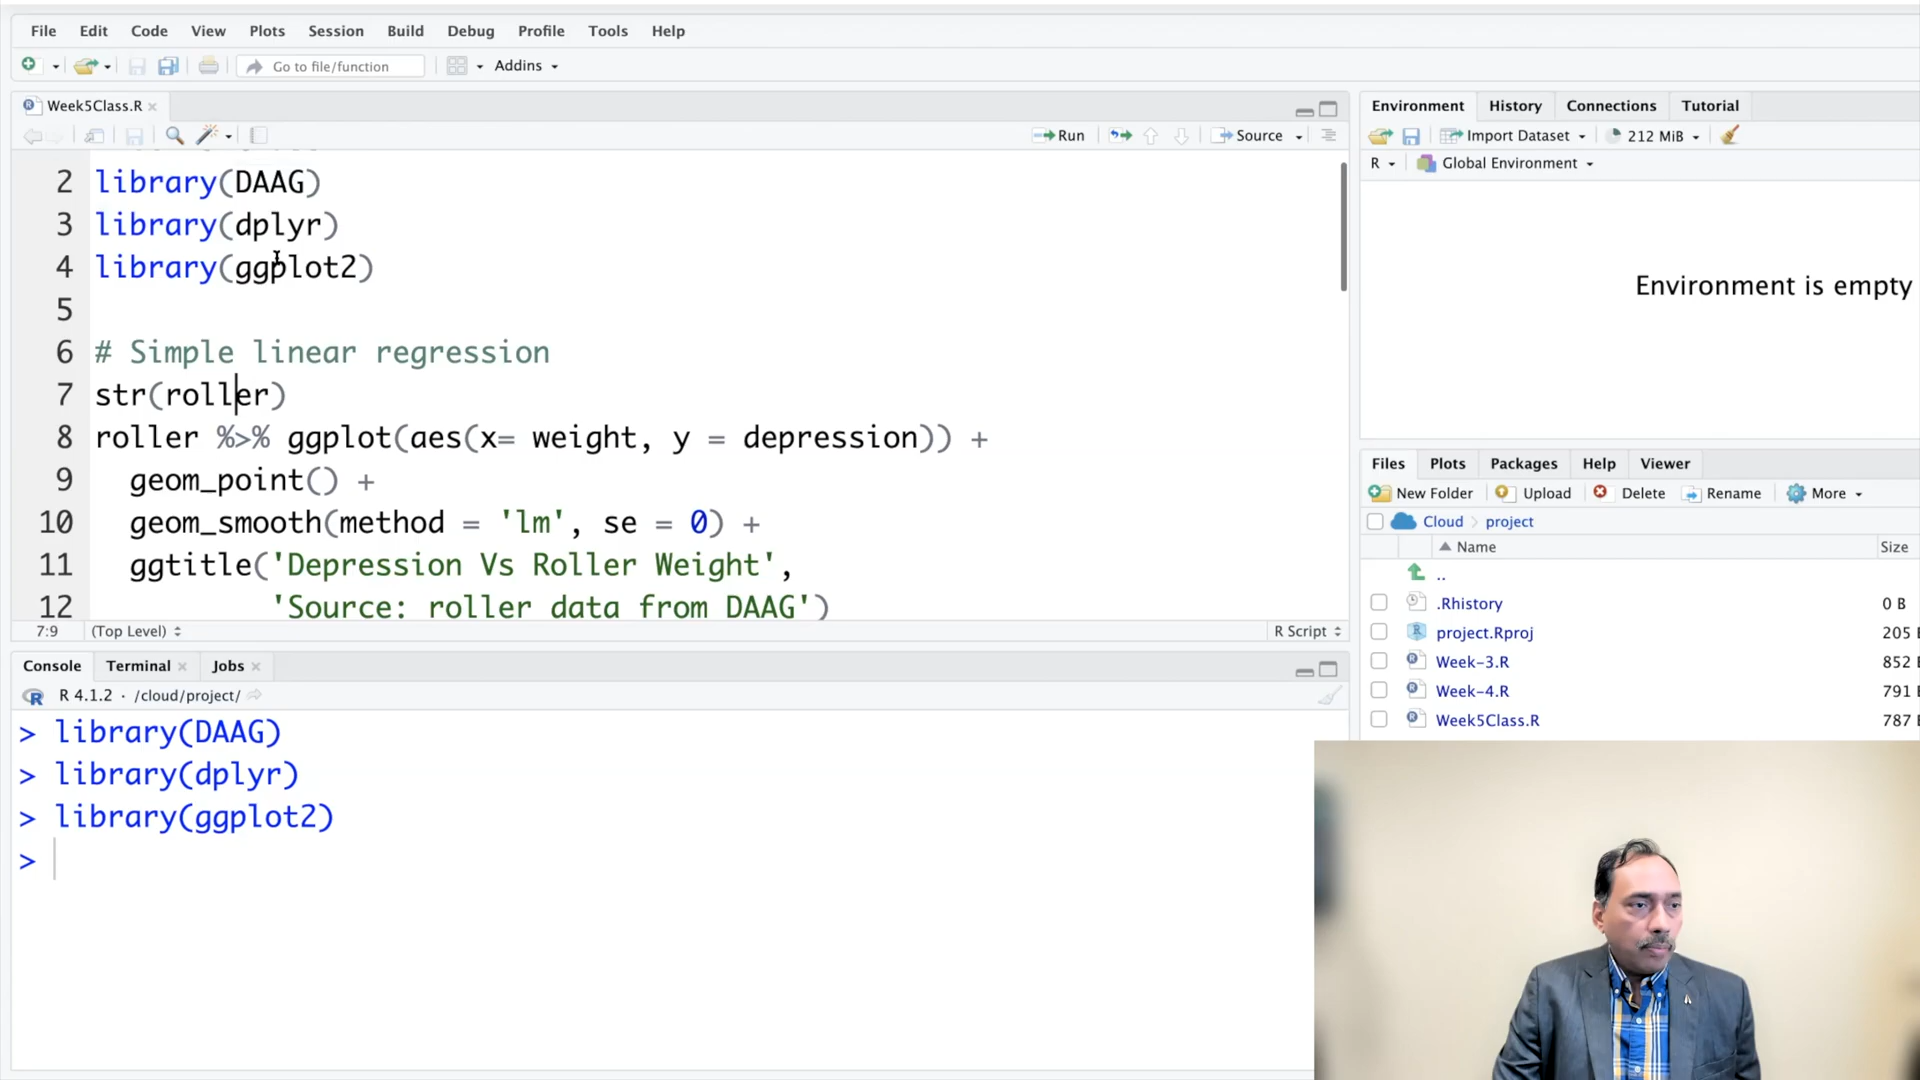 File Edit Code View Plots Session Build Debug Profile Tools Help
Go to file/function Addins
Week5Class.R
Run Source
2 library(DAAG)
3 library(dplyr)
4 library(ggplot2)
5
6 # Simple linear regression
7 str(roller)
8 roller %>% ggplot(aes(x= weight, y = depression)) +
9 geom_point() +
10 geom_smooth(method = 'lm', se = 0) +
11 ggtitle('Depression Vs Roller Weight',
12 'Source: roller data from DAAG')
7:9 (Top Level) R Script
Console Terminal Jobs
R 4.1.2 · /cloud/project/
> library(DAAG)
> library(dplyr)
> library(ggplot2)
>
Environment History Connections Tutorial
Import Dataset 212 MiB
R Global Environment
Environment is empty
Files Plots Packages Help Viewer
New Folder Upload Delete Rename More
Cloud project
Name Size
..
.Rhistory 0 B
project.Rproj 205
Week-3.R 852
Week-4.R 791
Week5Class.R 787